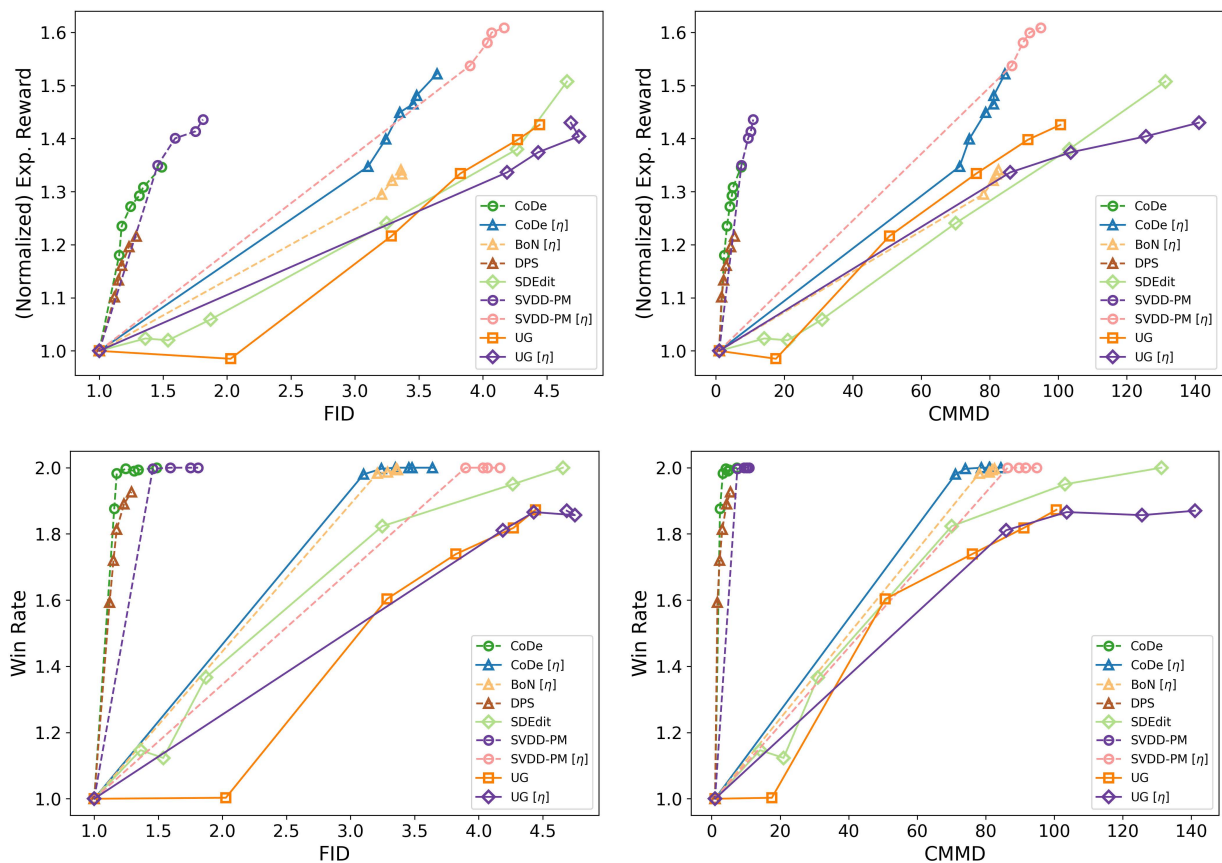 (Normalized) Exp. Reward
1.6
1.5
1.4
1.3
1.2
1.1
1.0
1.0 1.5 2.0 2.5 3.0 3.5 4.0 4.5
FID
CoDe
CoDe [η]
BoN [η]
DPS
SDEdit
SVDD-PM
SVDD-PM [η]
UG
UG [η]
(Normalized) Exp. Reward
1.6
1.5
1.4
1.3
1.2
1.1
1.0
0 20 40 60 80 100 120 140
CMMD
CoDe
CoDe [η]
BoN [η]
DPS
SDEdit
SVDD-PM
SVDD-PM [η]
UG
UG [η]
Win Rate
2.0
1.8
1.6
1.4
1.2
1.0
1.0 1.5 2.0 2.5 3.0 3.5 4.0 4.5
FID
CoDe
CoDe [η]
BoN [η]
DPS
SDEdit
SVDD-PM
SVDD-PM [η]
UG
UG [η]
Win Rate
2.0
1.8
1.6
1.4
1.2
1.0
0 20 40 60 80 100 120 140
CMMD
CoDe
CoDe [η]
BoN [η]
DPS
SDEdit
SVDD-PM
SVDD-PM [η]
UG
UG [η]